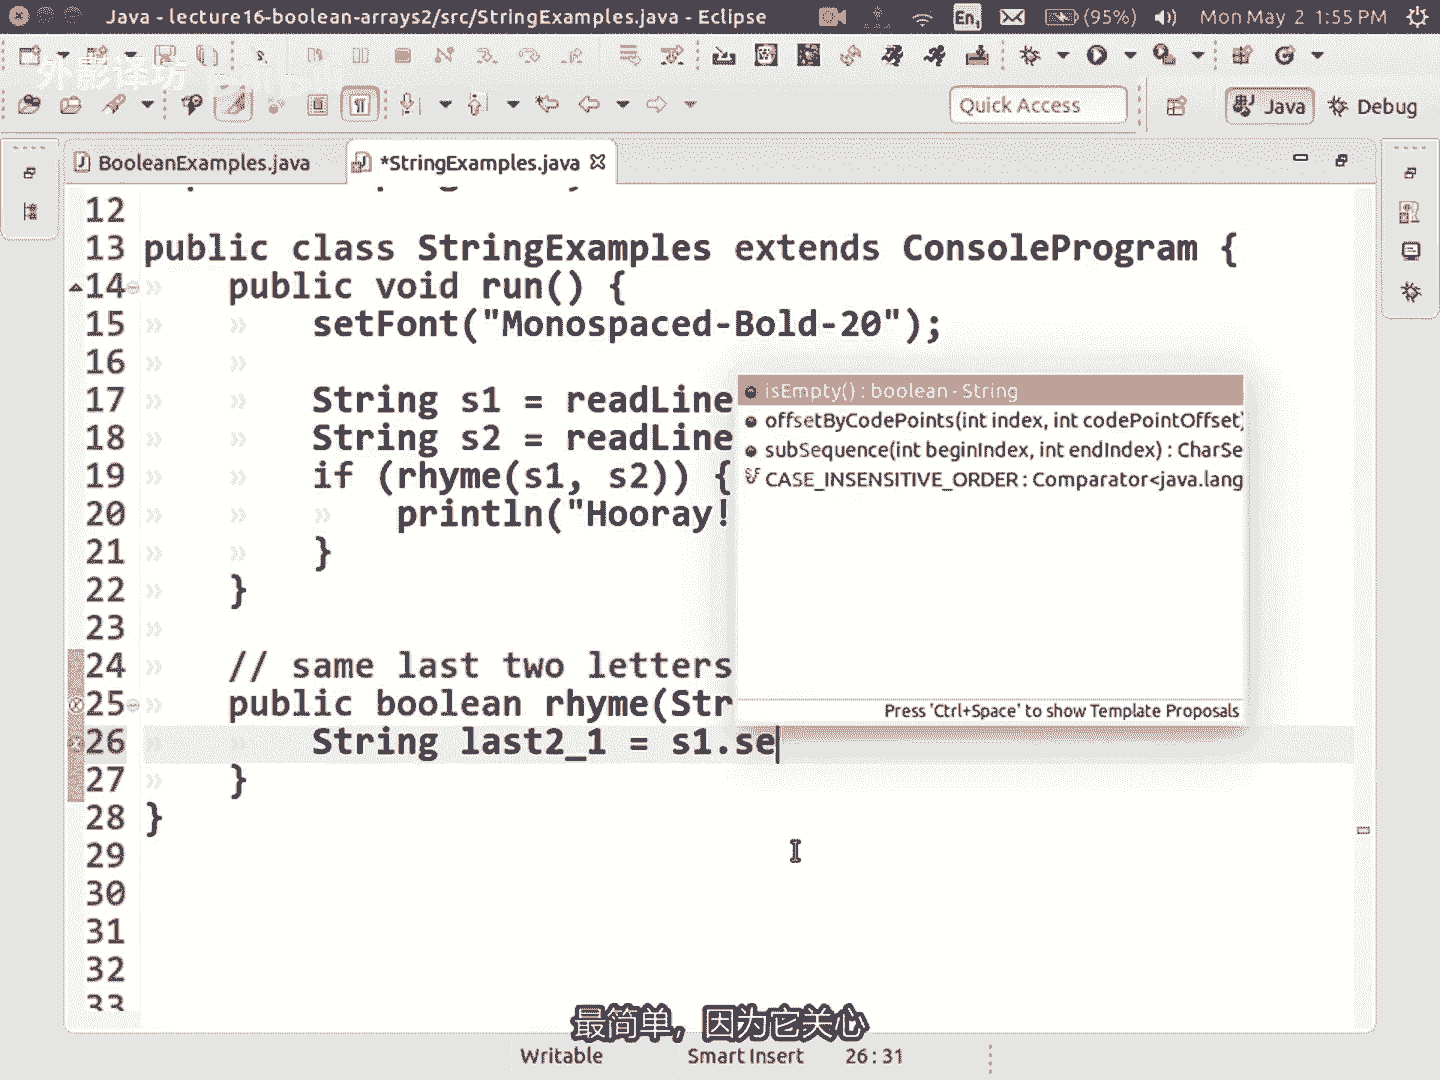 Java - lecture16-boolean-arrays2/src/StringExamples.java - Eclipse
En
(95%)
Mon May 2 1:55 PM
外影译坊
Quick Access
Java
Debug
BooleanExamples.java
*StringExamples.java
12
13 public class StringExamples extends ConsoleProgram {
14 public void run() {
15 setFont("Monospaced-Bold-20");
16
17 String s1 = readLine
18 String s2 = readLine
19 if (rhyme(s1, s2)) {
20 println("Hooray!
21 }
22 }
23
24 // same last two letters
25 public boolean rhyme(Str
26 String last2_1 = s1.se
27 }
28 }
29
30
31
32
33
isEmpty() : boolean - String
offsetByCodePoints(int index, int codePointOffset)
subSequence(int beginIndex, int endIndex) : CharSe
CASE_INSENSITIVE_ORDER : Comparator<java.lang
Press 'Ctrl+Space' to show Template Proposals
最简单，因为它关心
Writable
Smart Insert
26 : 31